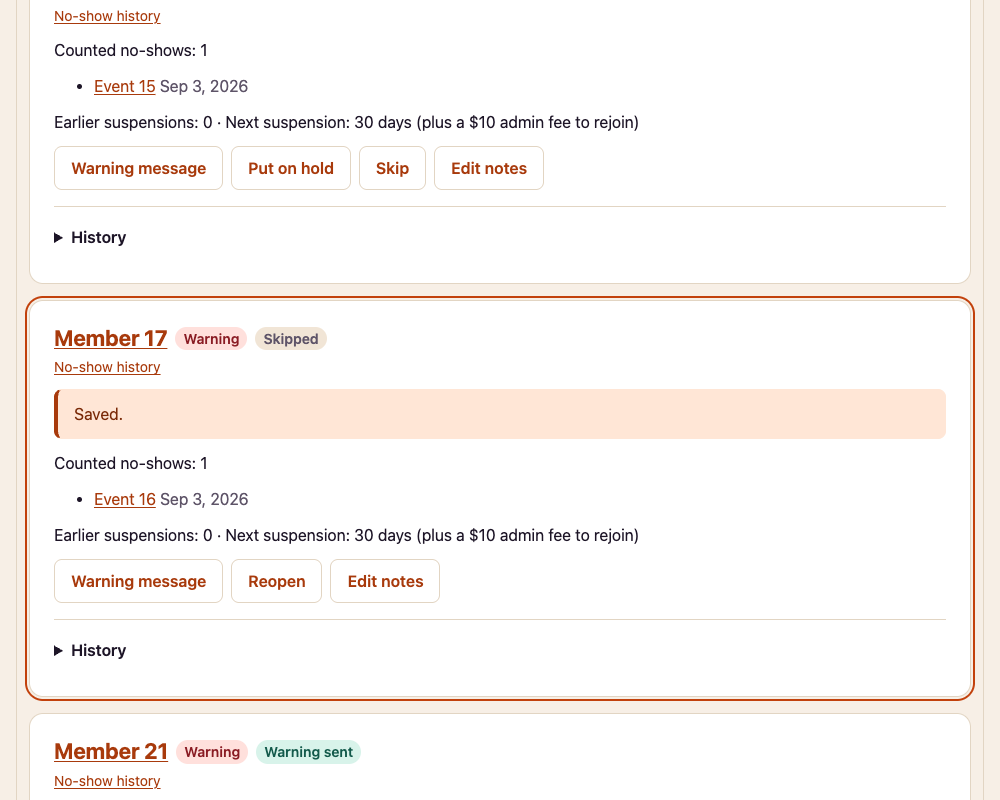 No-show history
Counted no-shows: 1
• Event 15 Sep 3, 2026
Earlier suspensions: 0 · Next suspension: 30 days (plus a $10 admin fee to rejoin)
Warning message Put on hold Skip Edit notes
History
Member 17 Warning Skipped
No-show history
Saved.
Counted no-shows: 1
• Event 16 Sep 3, 2026
Earlier suspensions: 0 · Next suspension: 30 days (plus a $10 admin fee to rejoin)
Warning message Reopen Edit notes
History
Member 21 Warning Warning sent
No-show history